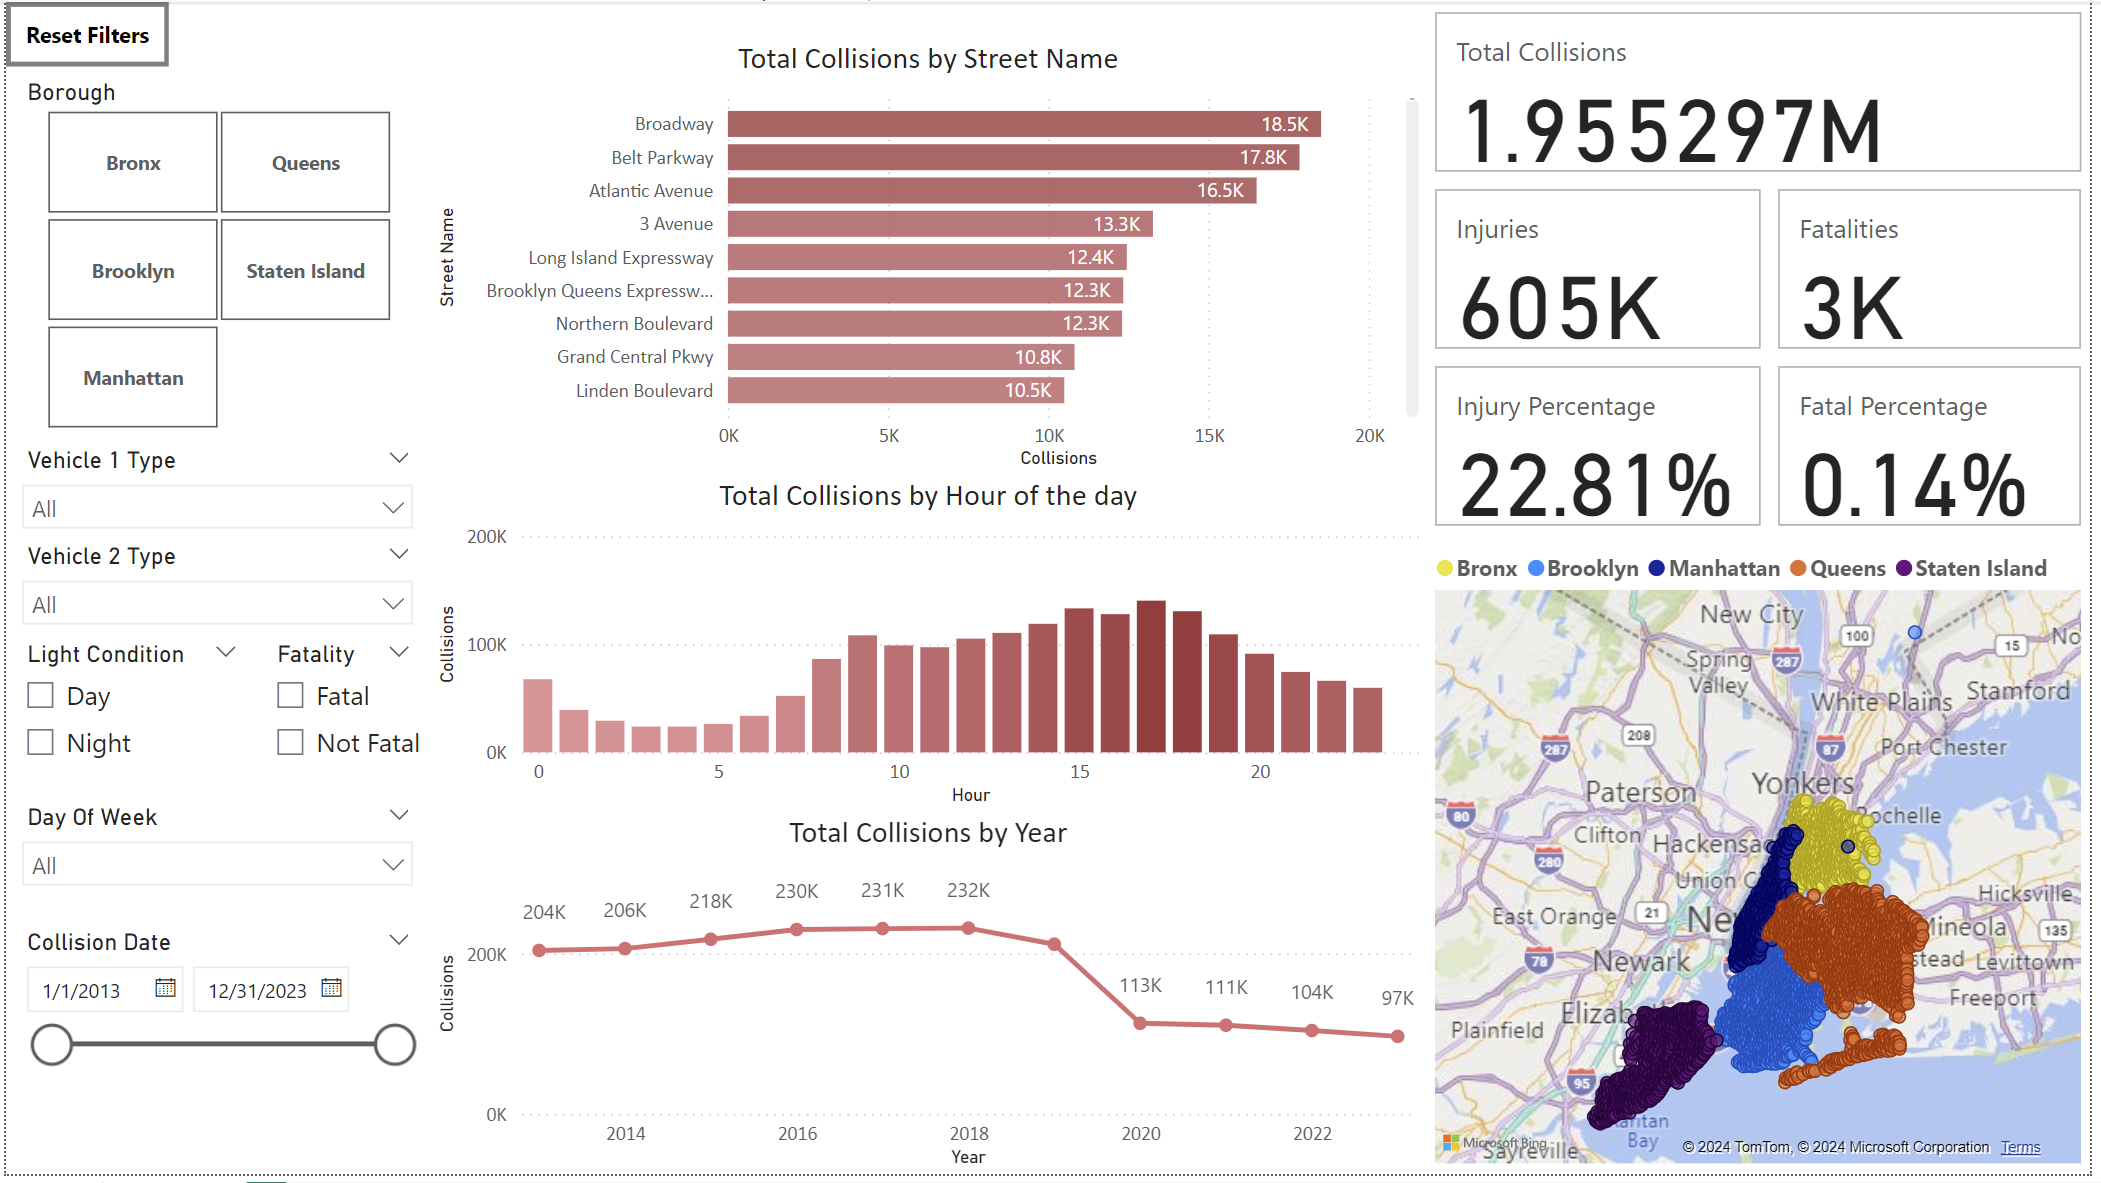 Reset Filters
Borough
Bronx
Queens
Brooklyn
Staten Island
Manhattan
Vehicle 1 Type
All
Vehicle 2 Type
All
Light Condition
Day
Night
Fatality
Fatal
Not Fatal
Day Of Week
All
Collision Date
1/1/2013
12/31/2023
Total Collisions by Street Name
Street Name
Broadway 18.5K
Belt Parkway 17.8K
Atlantic Avenue 16.5K
3 Avenue 13.3K
Long Island Expressway 12.4K
Brooklyn Queens Expressw... 12.3K
Northern Boulevard 12.3K
Grand Central Pkwy 10.8K
Linden Boulevard 10.5K
0K 5K 10K 15K 20K
Collisions
Total Collisions by Hour of the day
Collisions
200K
100K
0K
0 5 10 15 20
Hour
Total Collisions by Year
Collisions
204K 206K 218K 230K 231K 232K 113K 111K 104K 97K
200K
0K
2014 2016 2018 2020 2022
Year
Total Collisions
1.955297M
Injuries
605K
Fatalities
3K
Injury Percentage
22.81%
Fatal Percentage
0.14%
Bronx Brooklyn Manhattan Queens Staten Island
New City
100
15
No
Spring
Valley
287
White Plains
Stamford
208
287
87
Port Chester
Yonkers
Paterson
80
ochelle
Clifton
Hackensa
280
Union C
Hicksville
East Orange
21
Ne
Mineola
135
78
Newark
stead
Levittown
Freeport
Elizab
Plainfield
95
aritan
Bay
Microsoft Bing
Sayreville
© 2024 TomTom, © 2024 Microsoft Corporation Terms